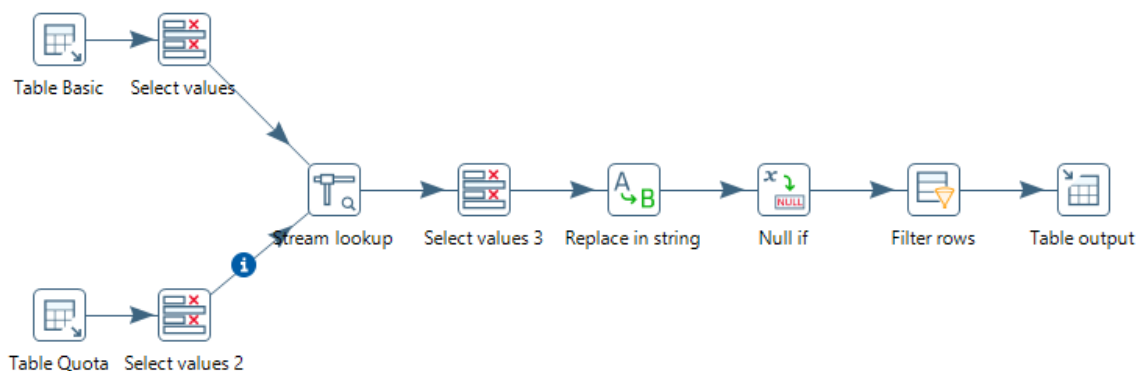 Table Basic
Select values
Stream lookup
Select values 3
A
B
Replace in string
x
NULL
Null if
Filter rows
Table output
i
Table Quota
Select values 2